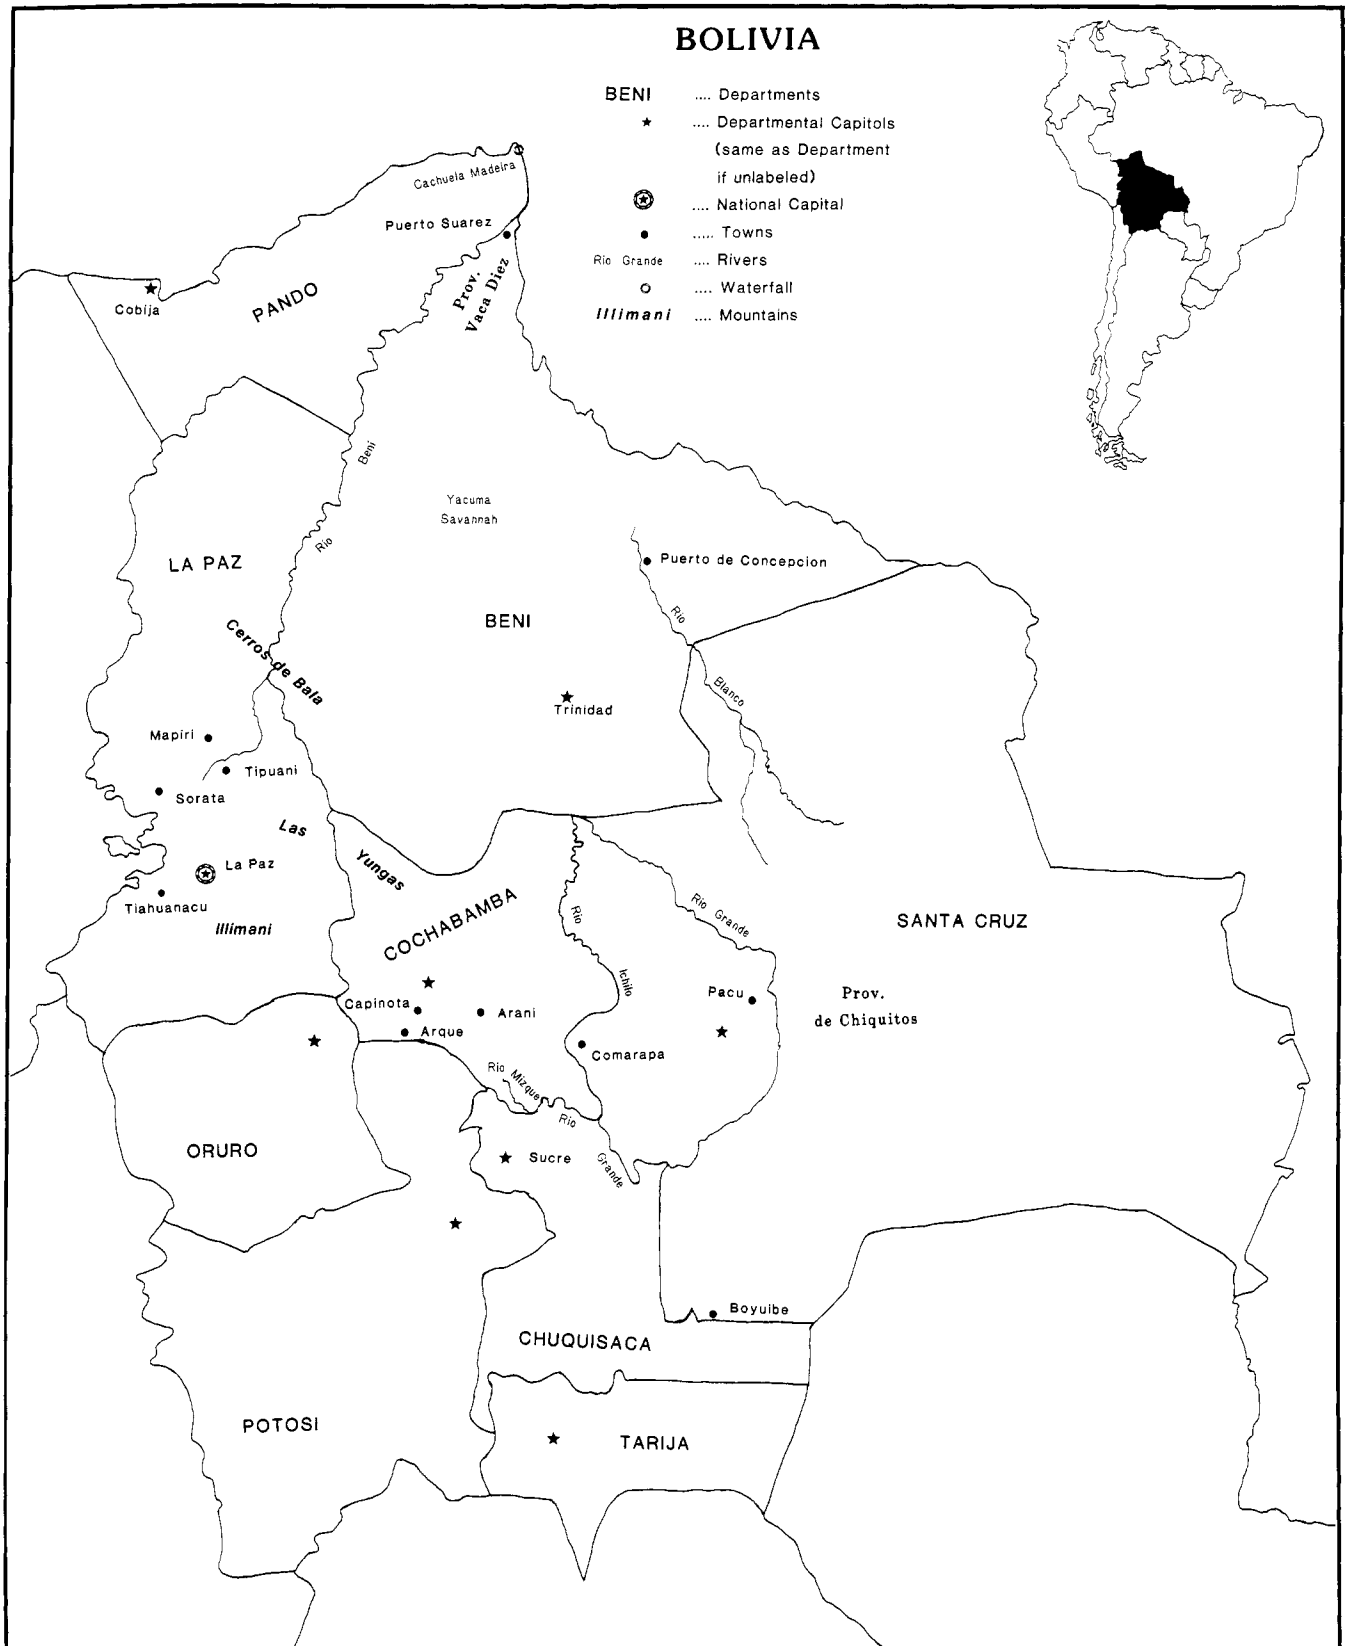 BOLIVIA
BENI .... Departments
.... Departmental Capitols
(same as Department
if unlabeled)
.... National Capital
..... Towns
Rio Grande .... Rivers
.... Waterfall
Illimani .... Mountains
Cachuela Madeira
Puerto Suarez
Prov.
Vaca Diez
Cobija
PANDO
Beni
Rio
Yacuma
Savannah
LA PAZ
Puerto de Concepcion
Rio
Blanco
BENI
Cerros de Bala
Trinidad
Mapiri
Tipuani
Sorata
Las
Yungas
La Paz
Tiahuanacu
Illimani
COCHABAMBA
Rio
Ichilo
Rio Grande
SANTA CRUZ
Prov.
de Chiquitos
Pacu
Capinota
Arani
Arque
Comarapa
Rio Mizque
Rio
Grande
ORURO
Sucre
Boyuibe
CHUQUISACA
POTOSI
TARIJA